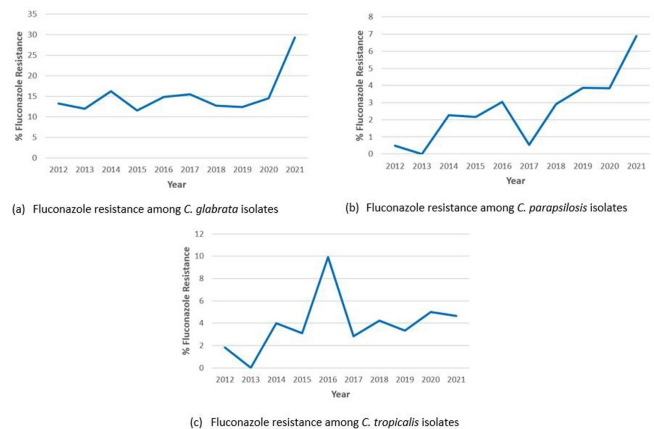 35
30
25
20
15
10
5
0
% Fluconazole Resistance
2012 2013 2014 2015 2016 2017 2018 2019 2020 2021
Year
(a) Fluconazole resistance among C. glabrata isolates
8
7
6
5
4
3
2
1
0
% Fluconazole Resistance
2012 2013 2014 2015 2016 2017 2018 2019 2020 2021
Year
(b) Fluconazole resistance among C. parapsilosis isolates
12
10
8
6
4
2
0
% Fluconazole Resistance
2012 2013 2014 2015 2016 2017 2018 2019 2020 2021
Year
(c) Fluconazole resistance among C. tropicalis isolates